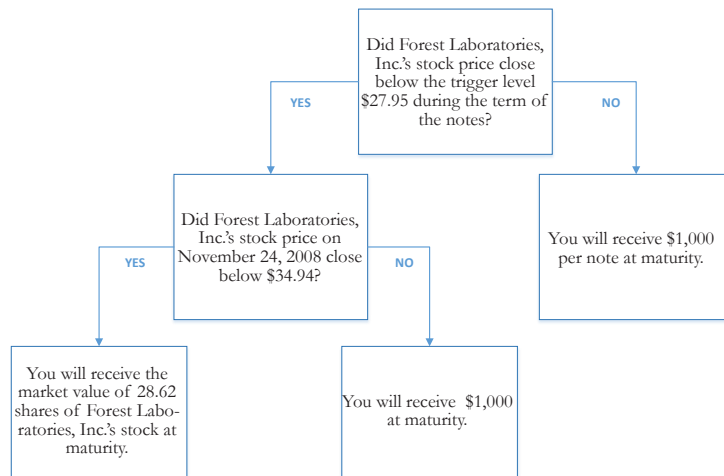 Did Forest Laboratories,
Inc.'s stock price close
below the trigger level
$27.95 during the term of
the notes?
YES
NO
Did Forest Laboratories,
Inc.'s stock price on
November 24, 2008 close
below $34.94?
You will receive $1,000
per note at maturity.
YES
NO
You will receive the
market value of 28.62
shares of Forest Labo-
ratories, Inc.'s stock at
maturity.
You will receive $1,000
at maturity.